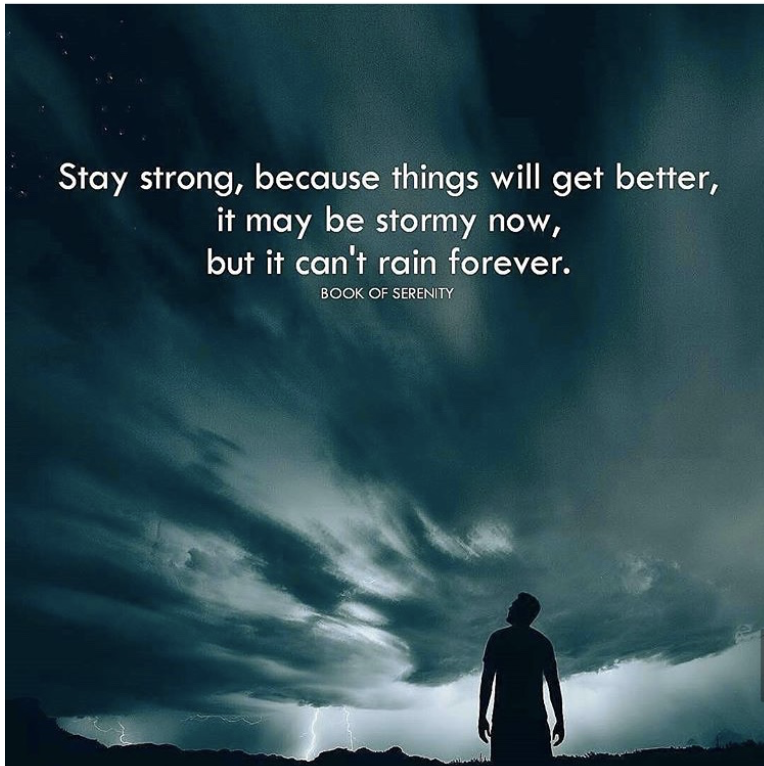 Stay strong, because things will get better,
it may be stormy now,
but it can't rain forever.
BOOK OF SERENITY